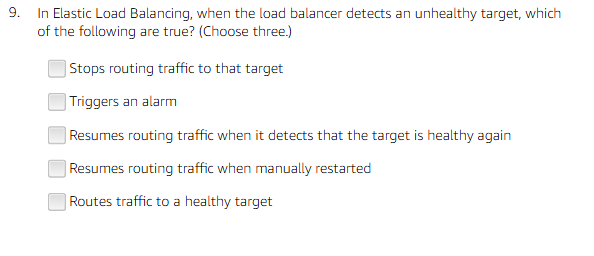 9. In Elastic Load Balancing, when the load balancer detects an unhealthy target, which
of the following are true? (Choose three.)
Stops routing traffic to that target
Triggers an alarm
Resumes routing traffic when it detects that the target is healthy again
Resumes routing traffic when manually restarted
Routes traffic to a healthy target